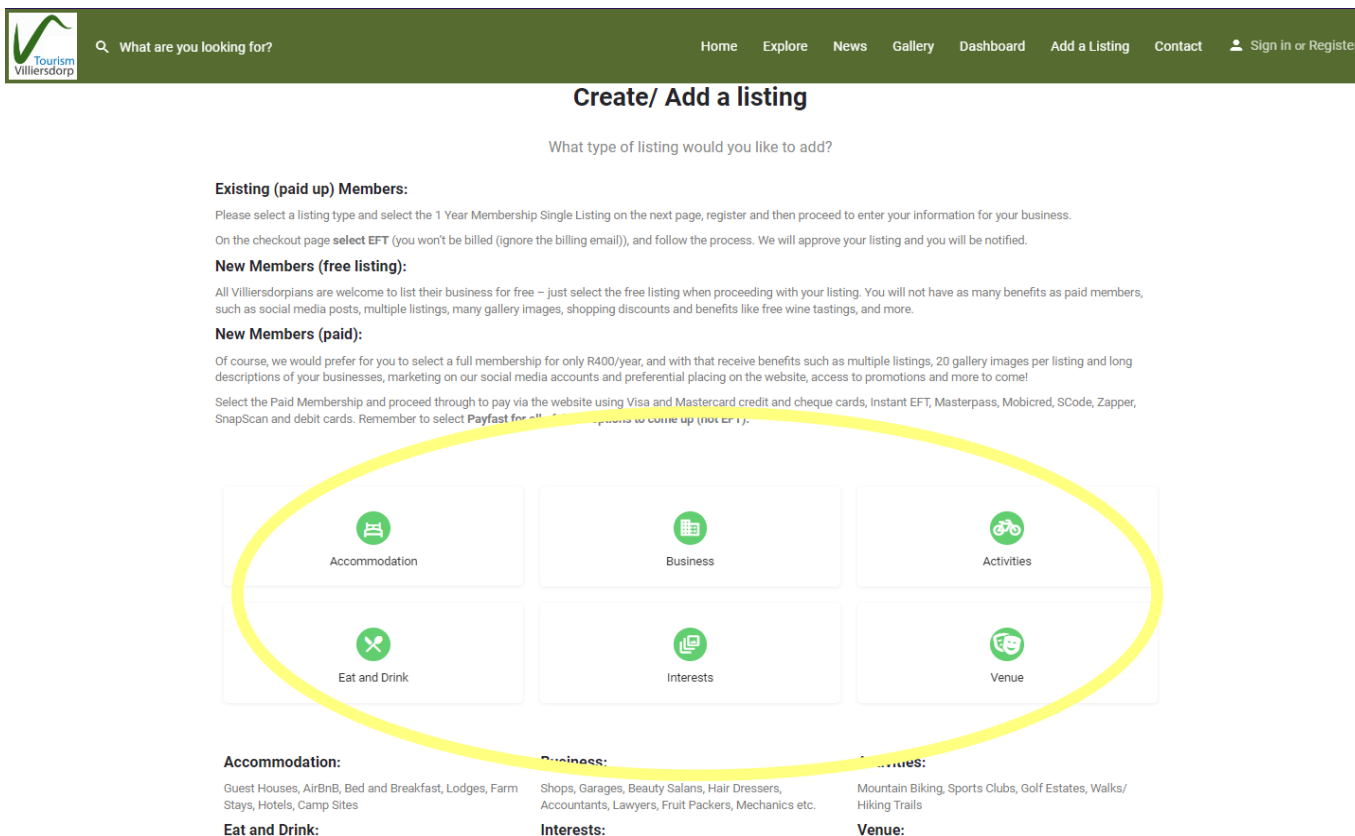 Tourism
Villiersdorp
What are you looking for?
Home Explore News Gallery Dashboard Add a Listing Contact Sign in or Registe
Create/ Add a listing
What type of listing would you like to add?
Existing (paid up) Members:
Please select a listing type and select the 1 Year Membership Single Listing on the next page, register and then proceed to enter your information for your business.
On the checkout page select EFT (you won't be billed (ignore the billing email)), and follow the process. We will approve your listing and you will be notified.
New Members (free listing):
All Villiersdorpians are welcome to list their business for free – just select the free listing when proceeding with your listing. You will not have as many benefits as paid members,
such as social media posts, multiple listings, many gallery images, shopping discounts and benefits like free wine tastings, and more.
New Members (paid):
Of course, we would prefer for you to select a full membership for only R400/year, and with that receive benefits such as multiple listings, 20 gallery images per listing and long
descriptions of your businesses, marketing on our social media accounts and preferential placing on the website, access to promotions and more to come!
Select the Paid Membership and proceed through to pay via the website using Visa and Mastercard credit and cheque cards, Instant EFT, Masterpass, Mobicred, SCode, Zapper,
SnapScan and debit cards. Remember to select Payfast for options to come up (not EFT).
Accommodation
Business
Activities
Eat and Drink
Interests
Venue
Accommodation:
Guest Houses, AirBnB, Bed and Breakfast, Lodges, Farm
Stays, Hotels, Camp Sites
Business:
Shops, Garages, Beauty Salans, Hair Dressers,
Accountants, Lawyers, Fruit Packers, Mechanics etc.
Activities:
Mountain Biking, Sports Clubs, Golf Estates, Walks/
Hiking Trails
Eat and Drink:
Interests:
Venue: